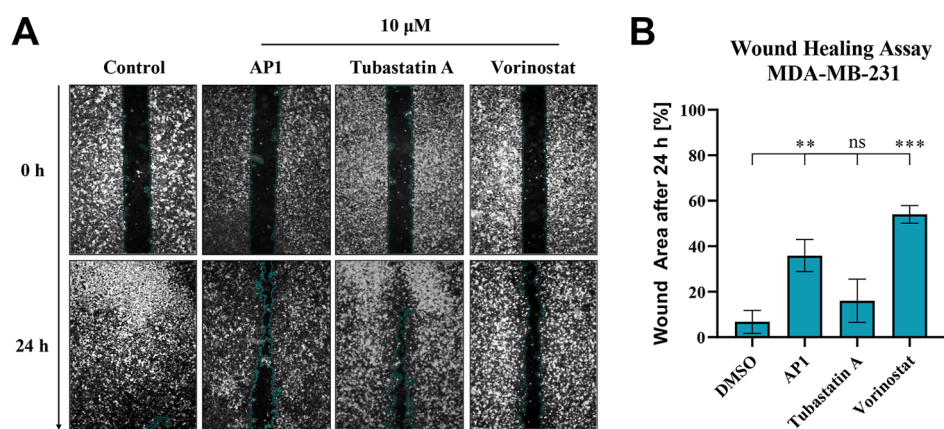 A
10 µM
Control
AP1
Tubastatin A
Vorinostat
0 h
24 h
B
Wound Healing Assay
MDA-MB-231
Wound Area after 24 h [%]
100
80
60
40
20
0
**
ns
***
DMSO
AP1
Tubastatin A
Vorinostat